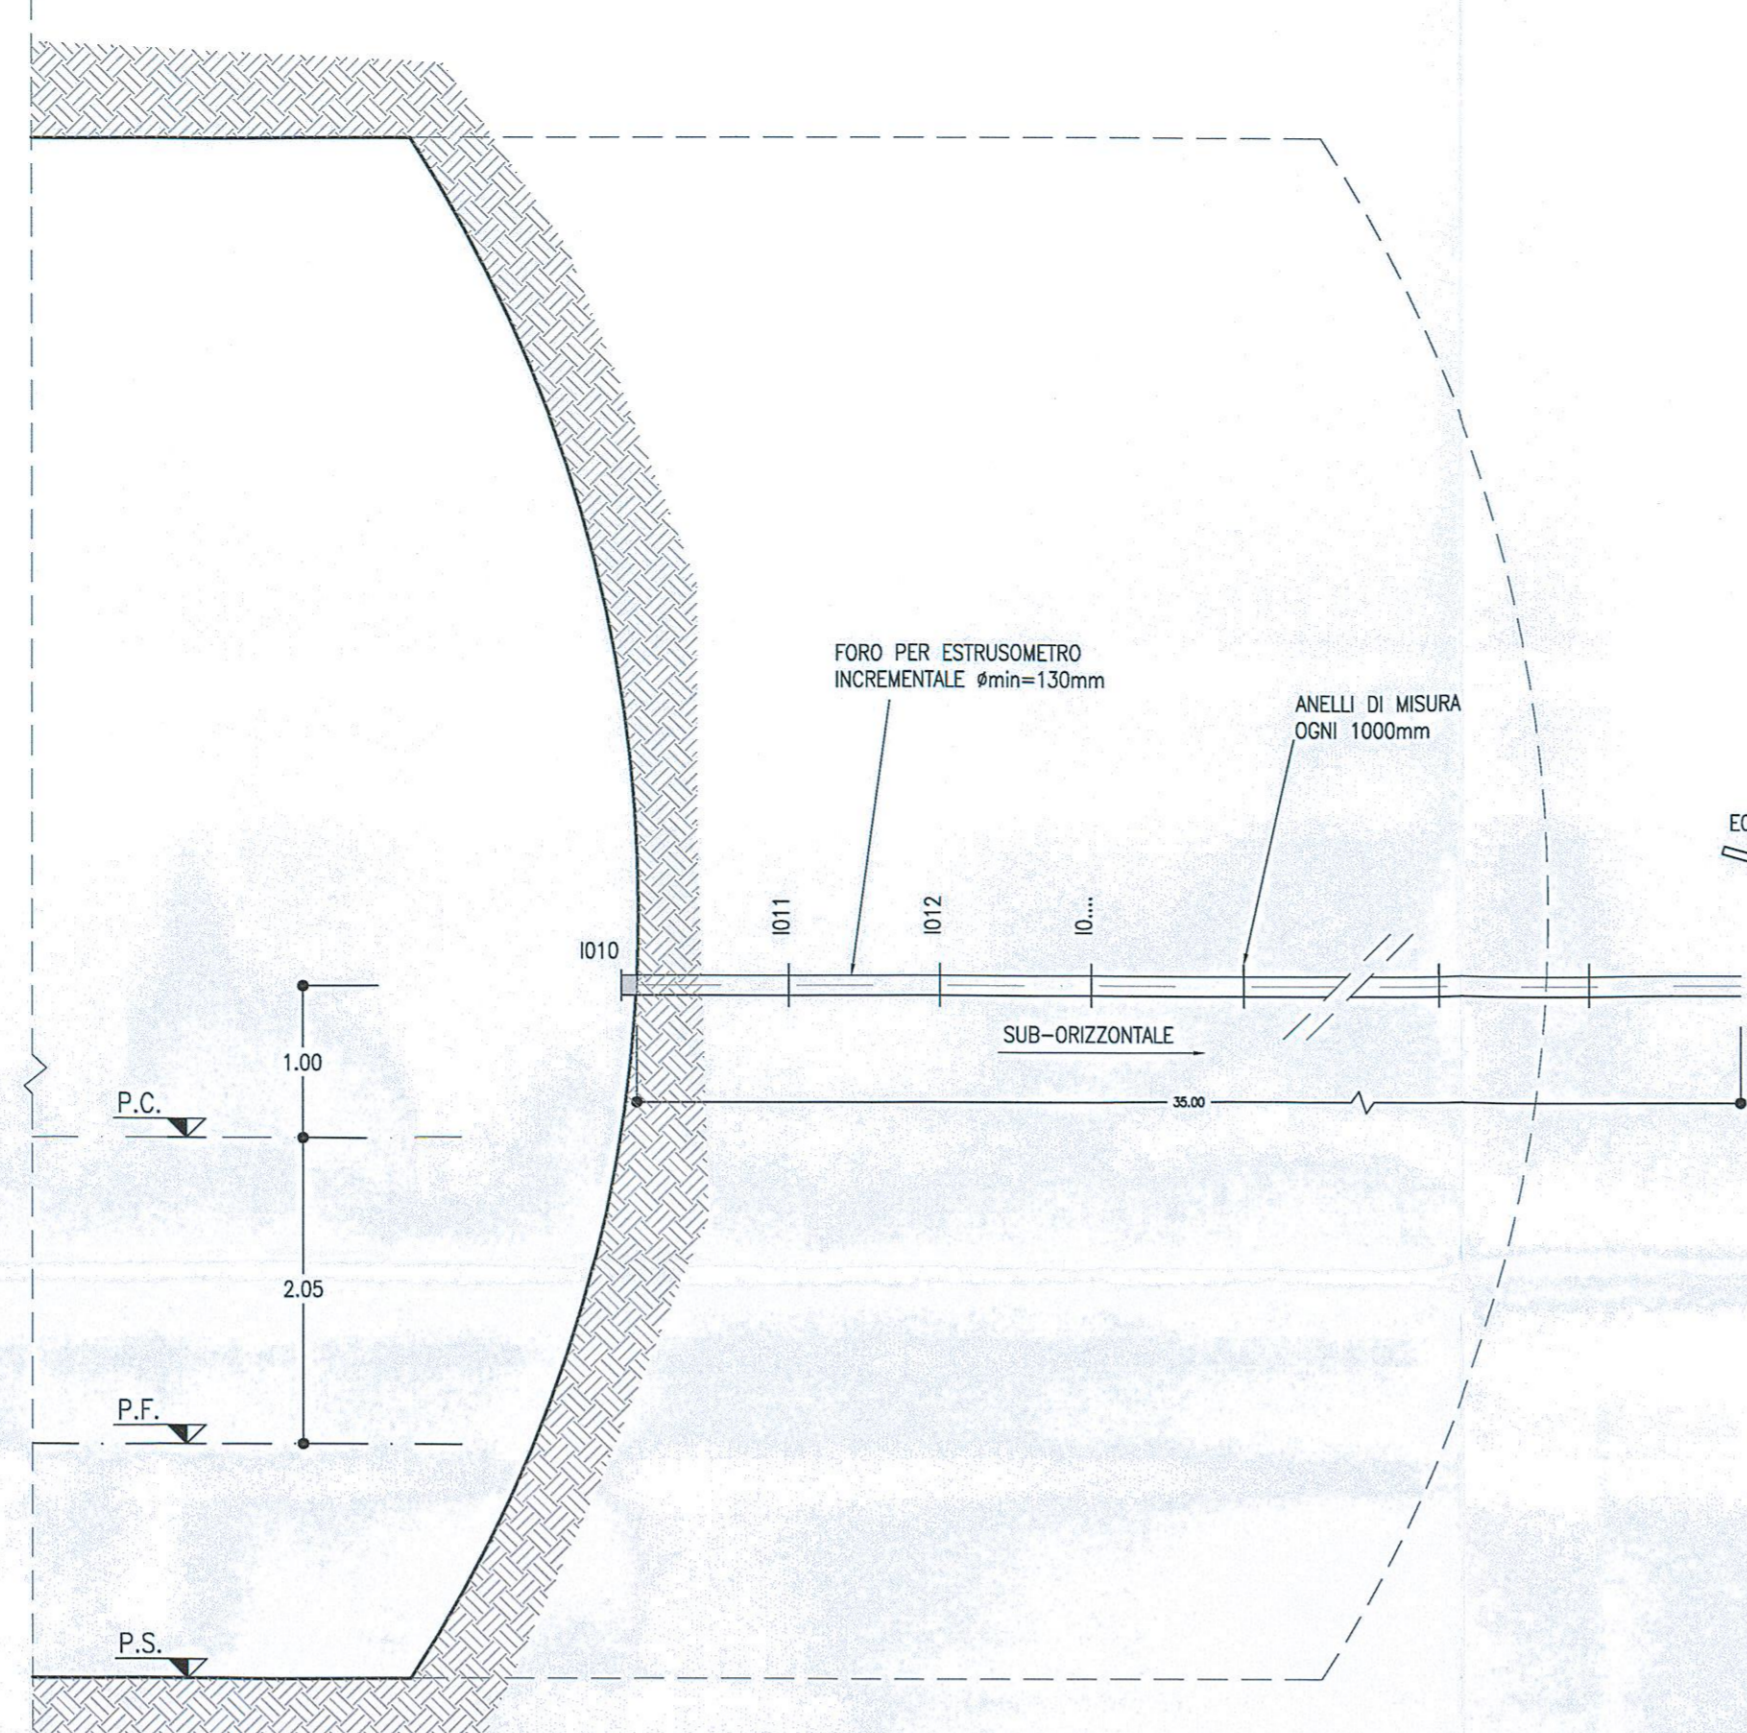 FORO PER ESTRUSOMETRO
INCREMENTALE ømin=130mm
ANELLI DI MISURA
OGNI 1000mm
I010
I011
I012
I0....
SUB-ORIZZONTALE
35.00
1.00
P.C.
2.05
P.F.
P.S.